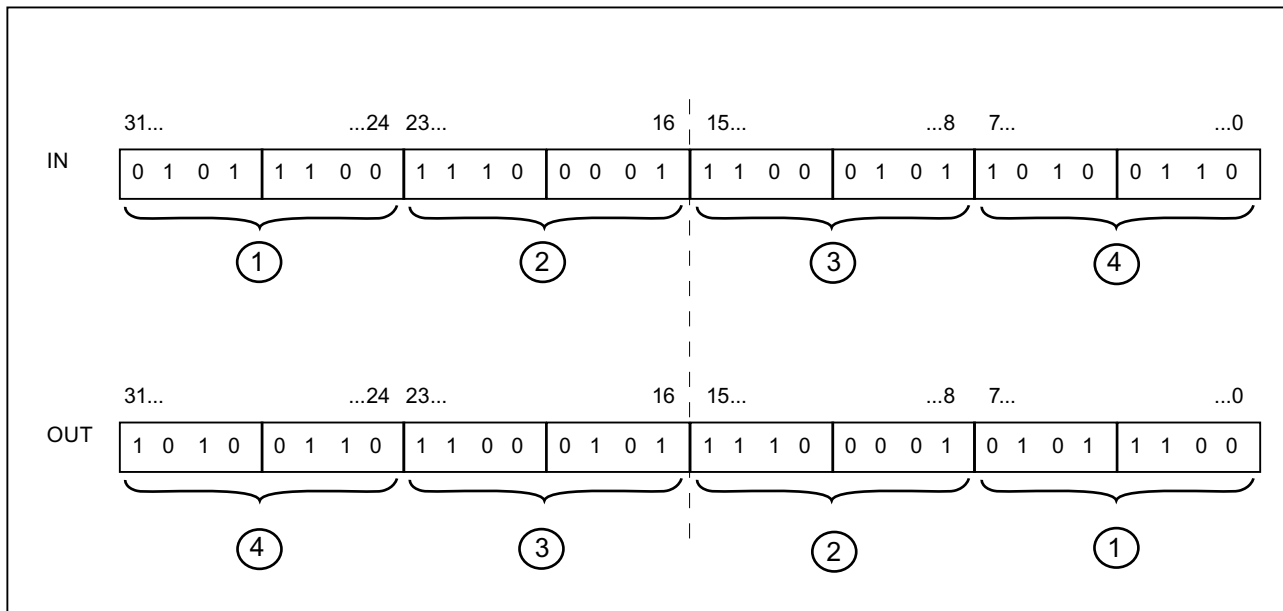 31... ...24 23... 16 15... ...8 7... ...0
IN 0 1 0 1 1 1 0 0 1 1 1 0 0 0 0 1 1 1 0 0 0 1 0 1 1 0 1 0 0 1 1 0
1 2 3 4
31... ...24 23... 16 15... ...8 7... ...0
OUT 1 0 1 0 0 1 1 0 1 1 0 0 0 1 0 1 1 1 1 0 0 0 0 1 0 1 0 1 1 1 0 0
4 3 2 1